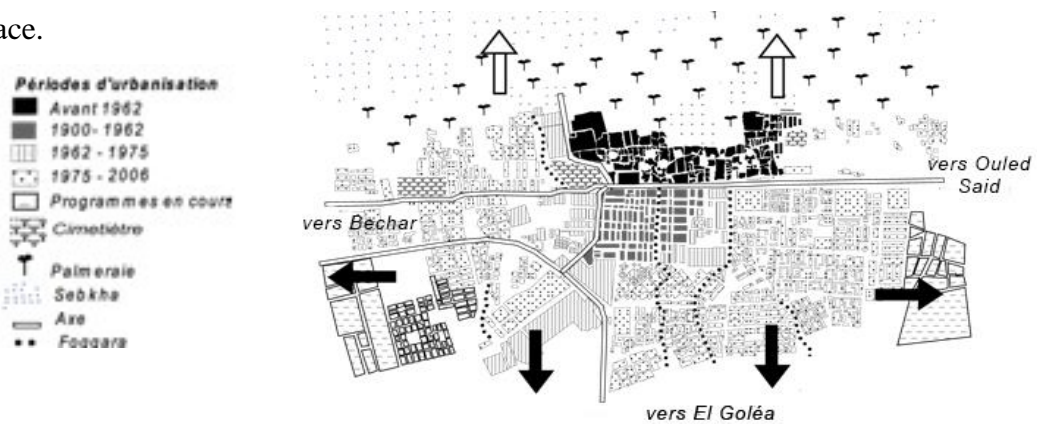 ace.
Périodes d'urbanisation
Avant 1962
1900-1962
1962-1975
1975-2006
Programmes en cours
Cimetiètre
Palmeraie
Sebkha
Axe
Foggara
vers Ouled
Said
vers Bechar
vers El Goléa